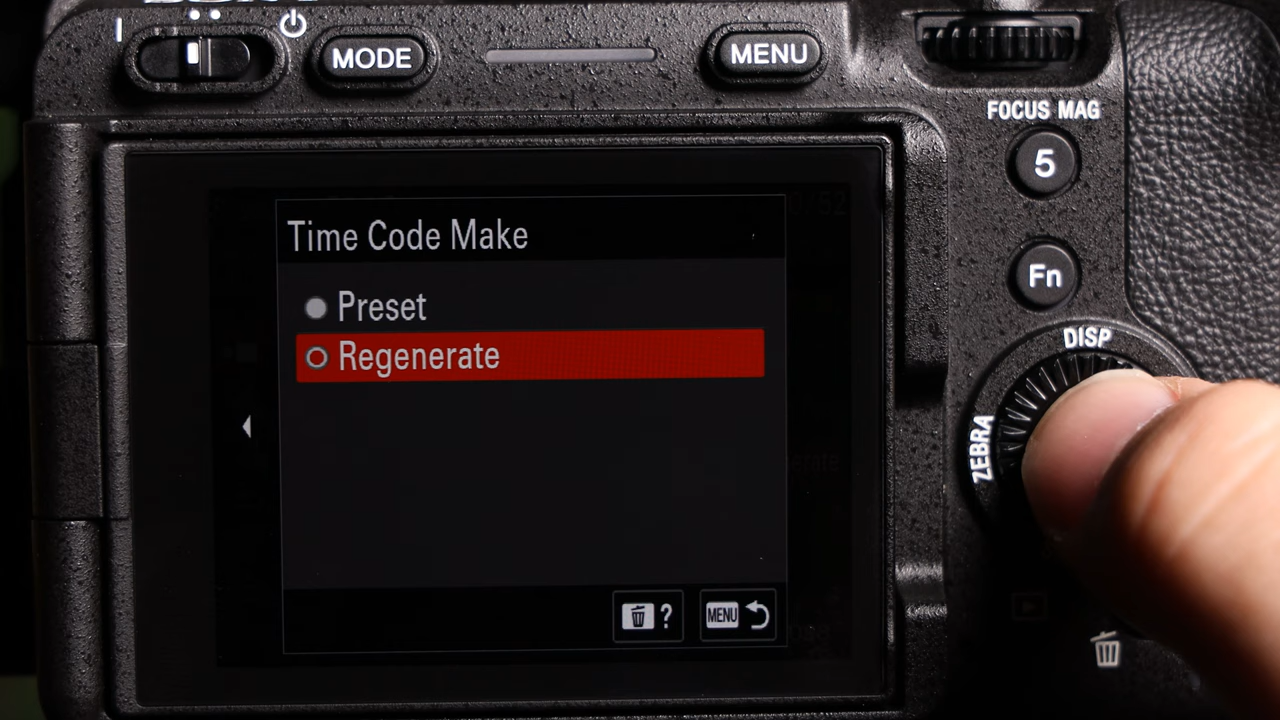 MODE
MENU
FOCUS MAG
5
Time Code Make
Preset
Regenerate
Fn
DISP
ZEBRA
?
MENU